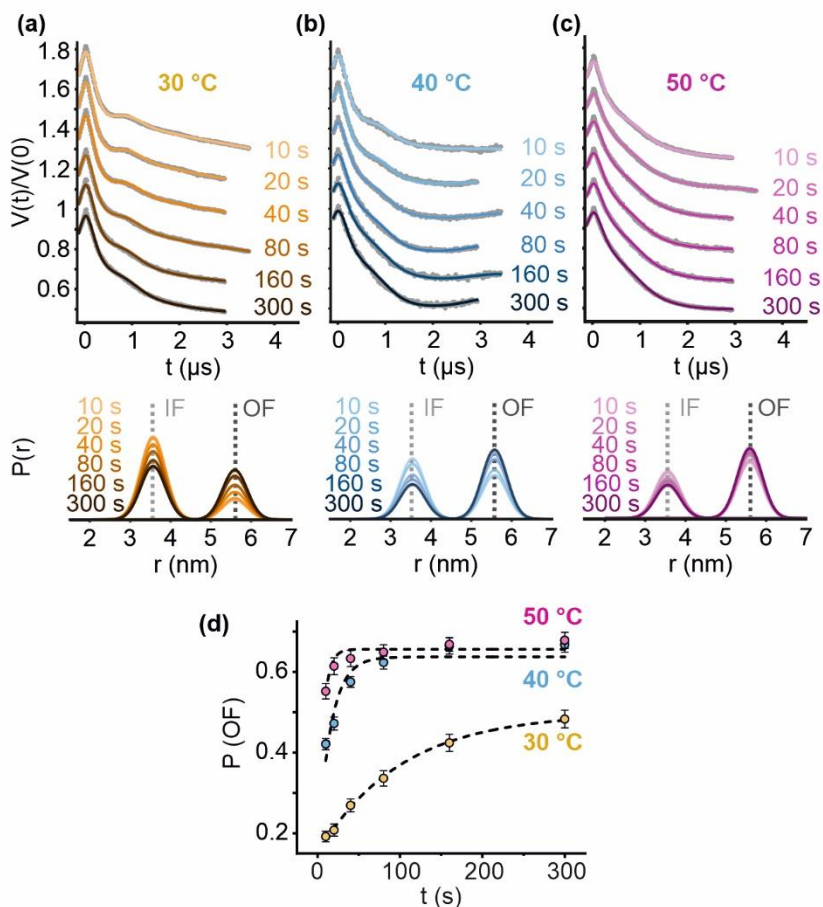 (a)
30 °C
V(t)/V(0)
1.8
1.6
1.4
1.2
1
0.8
0.6
10 s
20 s
40 s
80 s
160 s
300 s
0 1 2 3 4
t (µs)
(b)
40 °C
10 s
20 s
40 s
80 s
160 s
300 s
0 1 2 3 4
t (µs)
(c)
50 °C
10 s
20 s
40 s
80 s
160 s
300 s
0 1 2 3 4
t (µs)
P(r)
10 s
20 s
40 s
80 s
160 s
300 s
IF OF
2 3 4 5 6 7
r (nm)
10 s
20 s
40 s
80 s
160 s
300 s
IF OF
2 3 4 5 6 7
r (nm)
10 s
20 s
40 s
80 s
160 s
300 s
IF OF
2 3 4 5 6 7
r (nm)
(d)
P (OF)
0.6
0.4
0.2
50 °C
40 °C
30 °C
0 100 200 300
t (s)